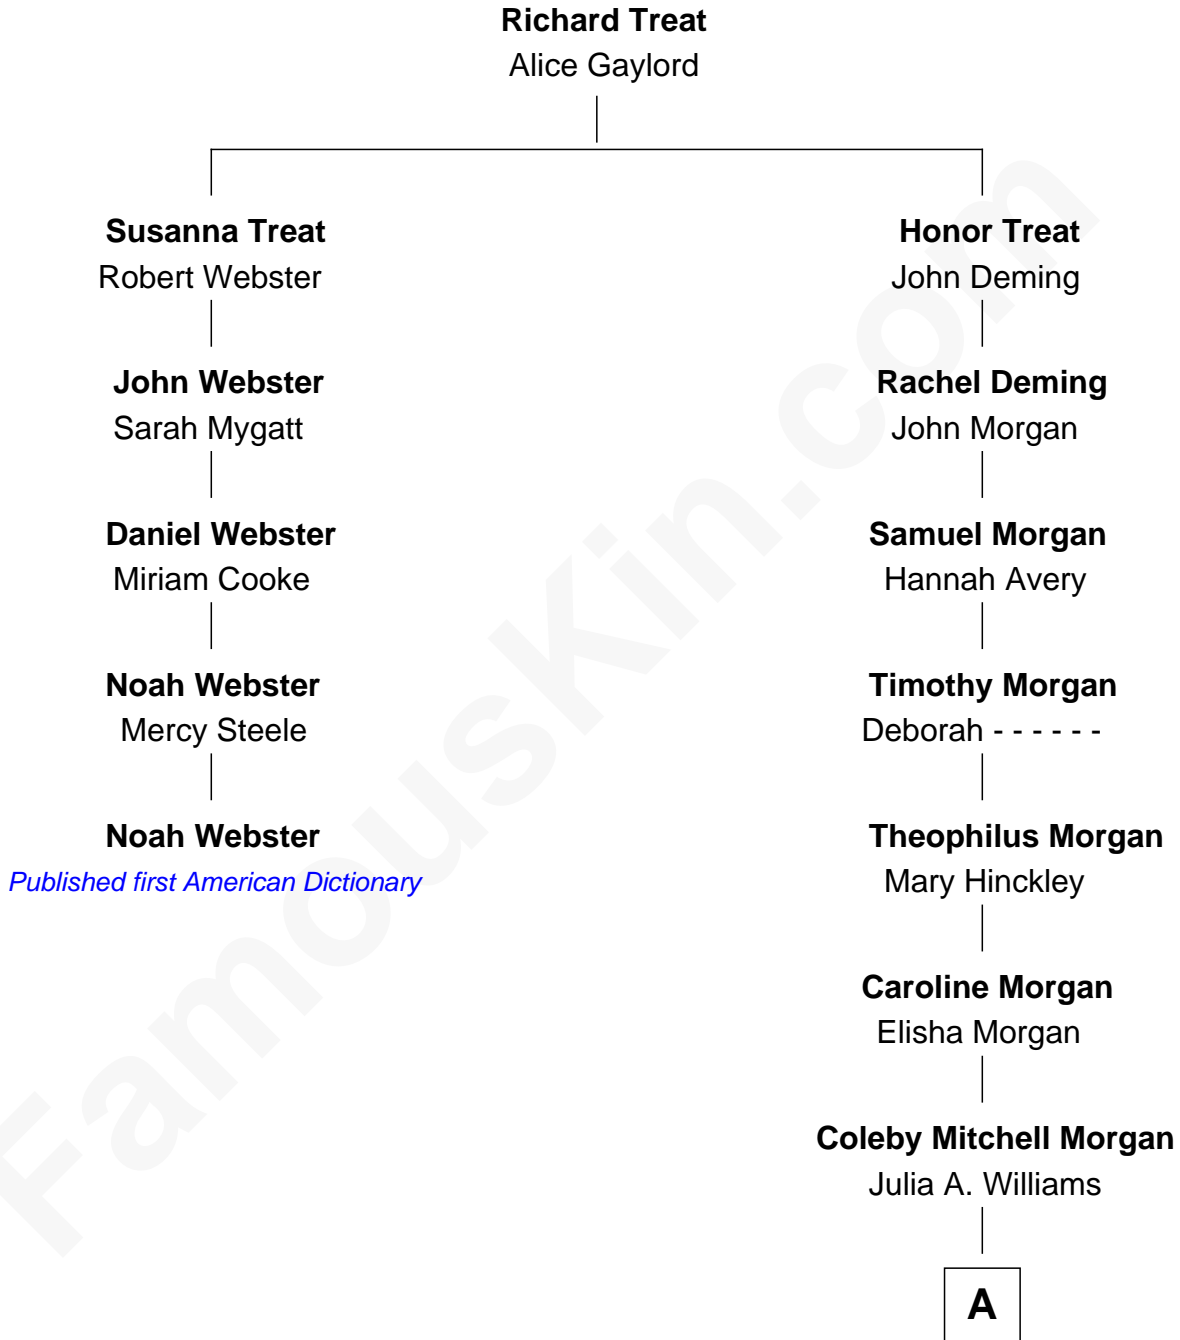 Richard Treat
Alice Gaylord
Susanna Treat
Robert Webster
Honor Treat
John Deming
John Webster
Sarah Mygatt
Rachel Deming
John Morgan
Daniel Webster
Miriam Cooke
Samuel Morgan
Hannah Avery
Noah Webster
Mercy Steele
Timothy Morgan
Deborah - - - - - -
Noah Webster
Published first American Dictionary
Theophilus Morgan
Mary Hinckley
Caroline Morgan
Elisha Morgan
Coleby Mitchell Morgan
Julia A. Williams
A
FamousKin.com